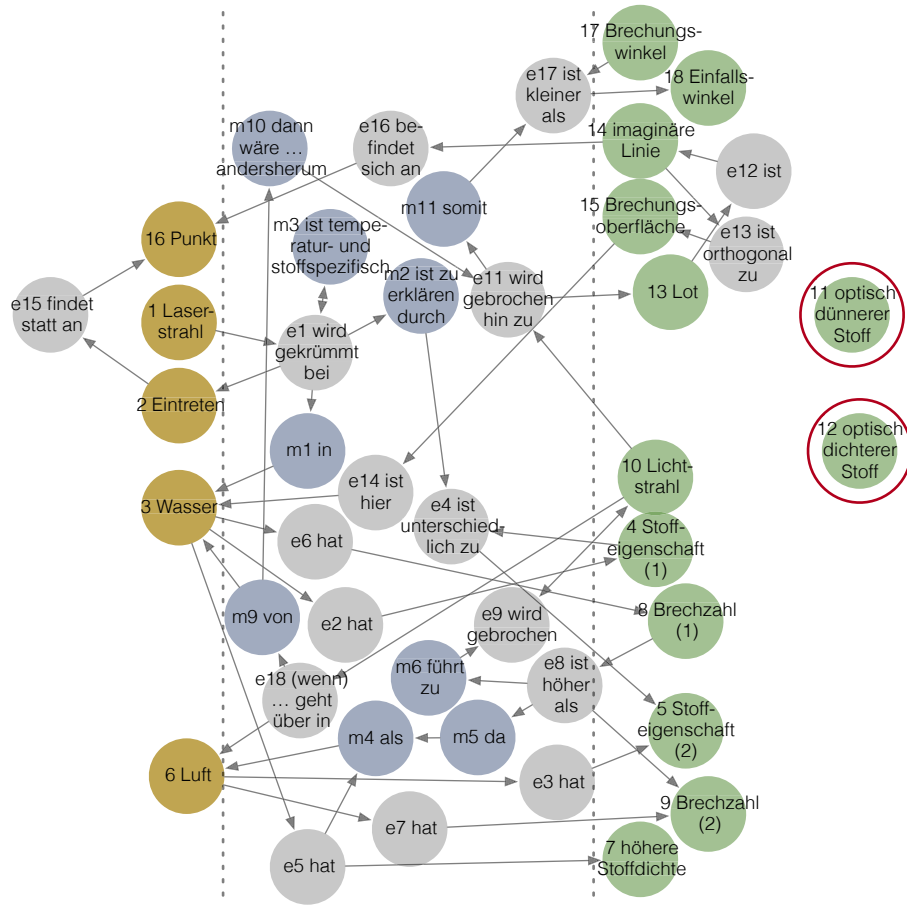 17 Brechungs-
winkel
e17 ist
kleiner
als
18 Einfalls-
winkel
m10 dann
wäre ...
andersherum
e16 be-
findet
sich an
14 imaginäre
Linie
e12 ist
m11 somit
15 Brechungs-
oberfläche
e13 ist
orthogonal
zu
16 Punkt
m3 ist tempe-
ratur- und
stoffspezifisch
m2 ist zu
erklären
durch
e11 wird
gebrochen
hin zu
13 Lot
11 optisch
dünnerer
Stoff
e15 findet
statt an
1 Laser-
strahl
e1 wird
gekrümmt
bei
2 Eintreten
12 optisch
dichterer
Stoff
m1 in
10 Licht-
strahl
e14 ist
hier
3 Wasser
e4 ist
unterschied-
lich zu
e6 hat
4 Stoff-
eigenschaft
(1)
m9 von
e2 hat
e9 wird
gebrochen
8 Brechzahl
(1)
m6 führt
zu
e8 ist
höher
als
e18 (wenn)
... geht
über in
5 Stoff-
eigenschaft
(2)
m4 als
m5 da
6 Luft
e3 hat
9 Brechzahl
(2)
e7 hat
e5 hat
7 höhere
Stoffdichte